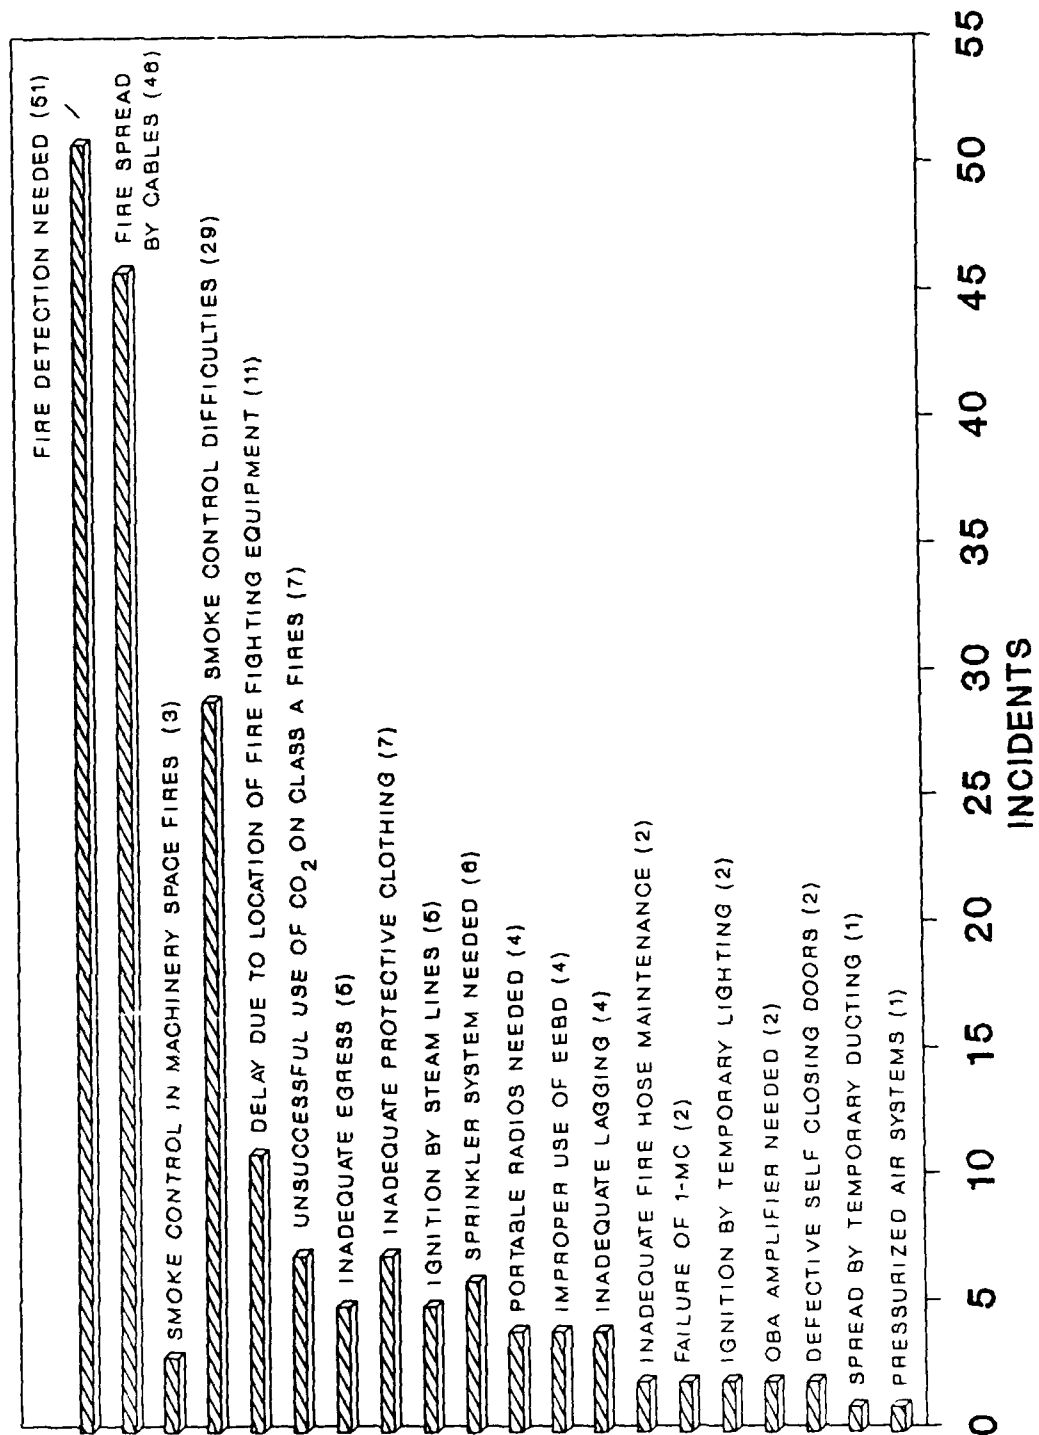 FIRE DETECTION NEEDED (51)
FIRE SPREAD
BY CABLES (46)
SMOKE CONTROL IN MACHINERY SPACE FIRES (3)
SMOKE CONTROL DIFFICULTIES (29)
DELAY DUE TO LOCATION OF FIRE FIGHTING EQUIPMENT (11)
UNSUCCESSFUL USE OF CO2 ON CLASS A FIRES (7)
INADEQUATE EGRESS (5)
INADEQUATE PROTECTIVE CLOTHING (7)
IGNITION BY STEAM LINES (5)
SPRINKLER SYSTEM NEEDED (6)
PORTABLE RADIOS NEEDED (4)
IMPROPER USE OF EEBD (4)
INADEQUATE LAGGING (4)
INADEQUATE FIRE HOSE MAINTENANCE (2)
FAILURE OF 1-MC (2)
IGNITION BY TEMPORARY LIGHTING (2)
OBA AMPLIFIER NEEDED (2)
DEFECTIVE SELF CLOSING DOORS (2)
SPREAD BY TEMPORARY DUCTING (1)
PRESSURIZED AIR SYSTEMS (1)
0 5 10 15 20 25 30 35 40 45 50 55
INCIDENTS